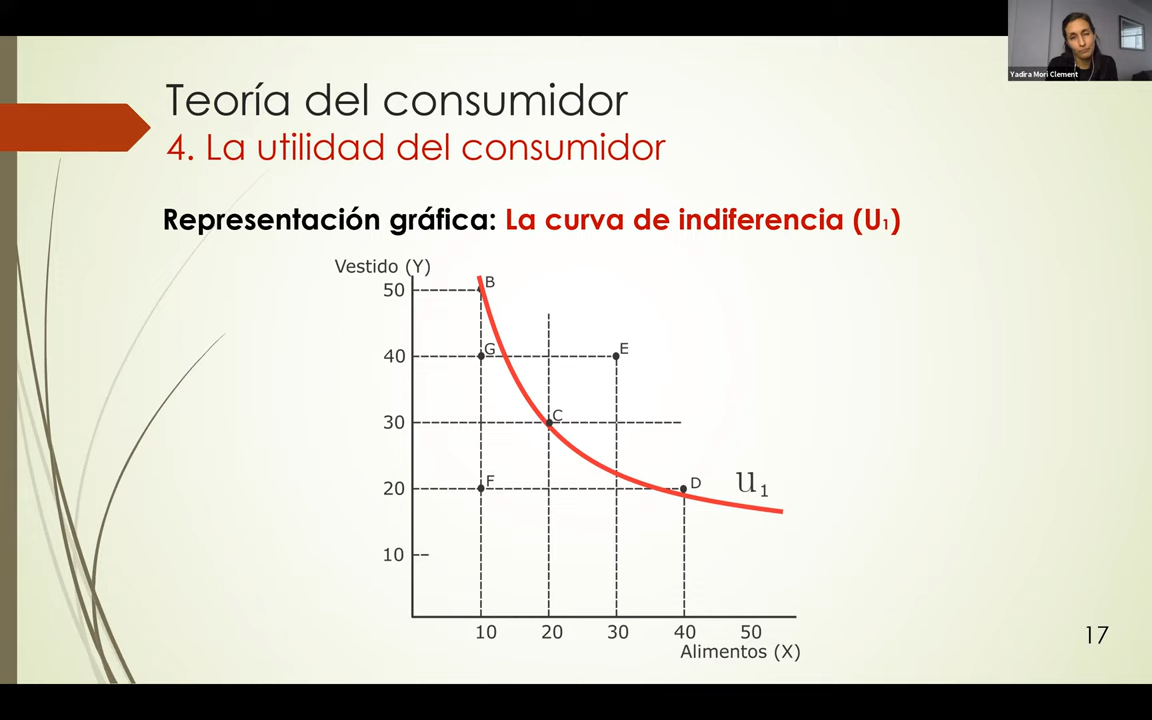 Yadira Mori Clement
Teoría del consumidor
4. La utilidad del consumidor
Representación gráfica: La curva de indiferencia (U₁)
Vestido (Y)
50
B
40
G
E
30
C
20
F
D
u₁
10
10 20 30 40 50
Alimentos (X)
17